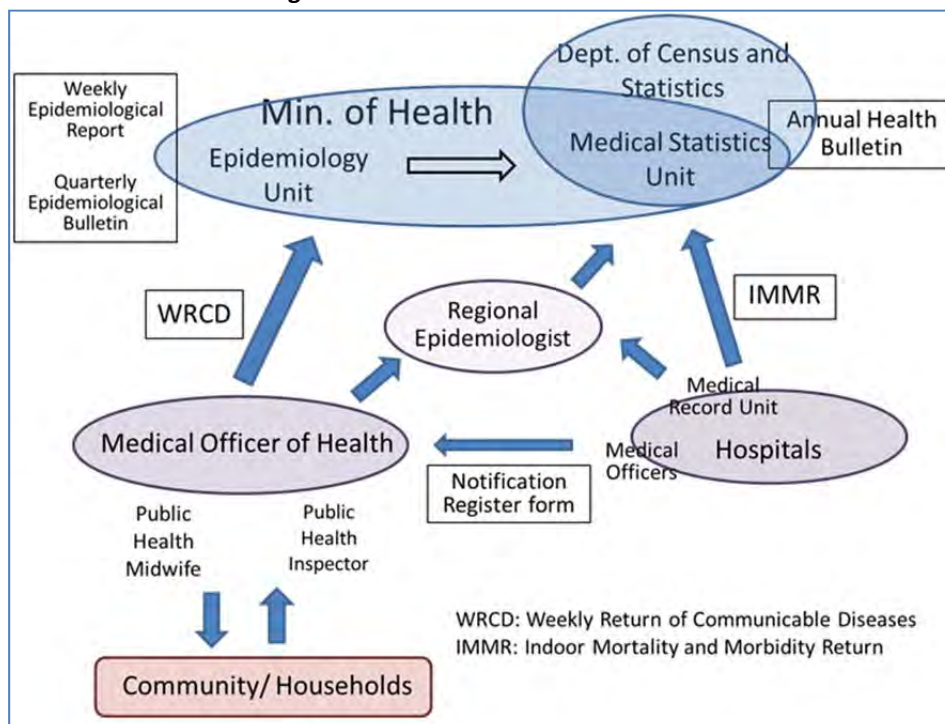 Dept. of Census and
Statistics
Weekly
Epidemiological
Report
Quarterly
Epidemiological
Bulletin
Min. of Health
Epidemiology
Unit
Medical Statistics
Unit
Annual Health
Bulletin
WRCD
Regional
Epidemiologist
IMMR
Medical Officer of Health
Medical
Record Unit
Medical
Officers
Hospitals
Notification
Register form
Public
Health
Midwife
Public
Health
Inspector
WRCD: Weekly Return of Communicable Diseases
IMMR: Indoor Mortality and Morbidity Return
Community/ Households